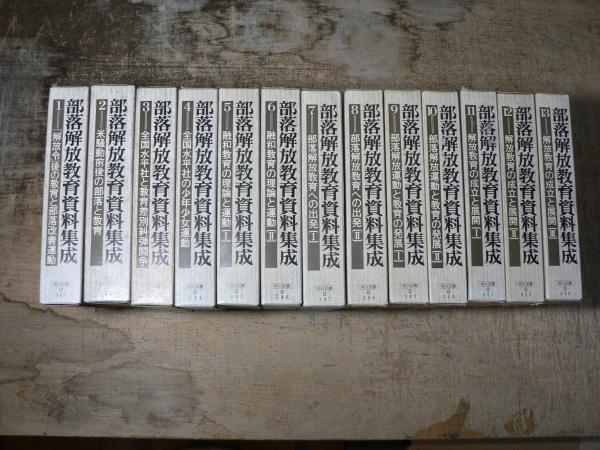 部落解放教育資料集成
1 解放令後の教育と部落改善運動
部落解放教育資料集成
2 米騒動前後の部落と教育
部落解放教育資料集成
3 全国水平社と教育差別糾弾闘争
部落解放教育資料集成
4 全国水平社の少年少女運動
部落解放教育資料集成
5 融和教育の理論と運動〔I〕
部落解放教育資料集成
6 融和教育の理論と運動〔II〕
部落解放教育資料集成
7 部落解放教育への出発〔I〕
部落解放教育資料集成
8 部落解放教育への出発〔II〕
部落解放教育資料集成
9 部落解放運動と教育の発展〔I〕
部落解放教育資料集成
10 部落解放運動と教育の発展〔II〕
部落解放教育資料集成
11 解放教育の成立と展開〔I〕
部落解放教育資料集成
12 解放教育の成立と展開〔II〕
部落解放教育資料集成
13 解放教育の成立と展開〔III〕